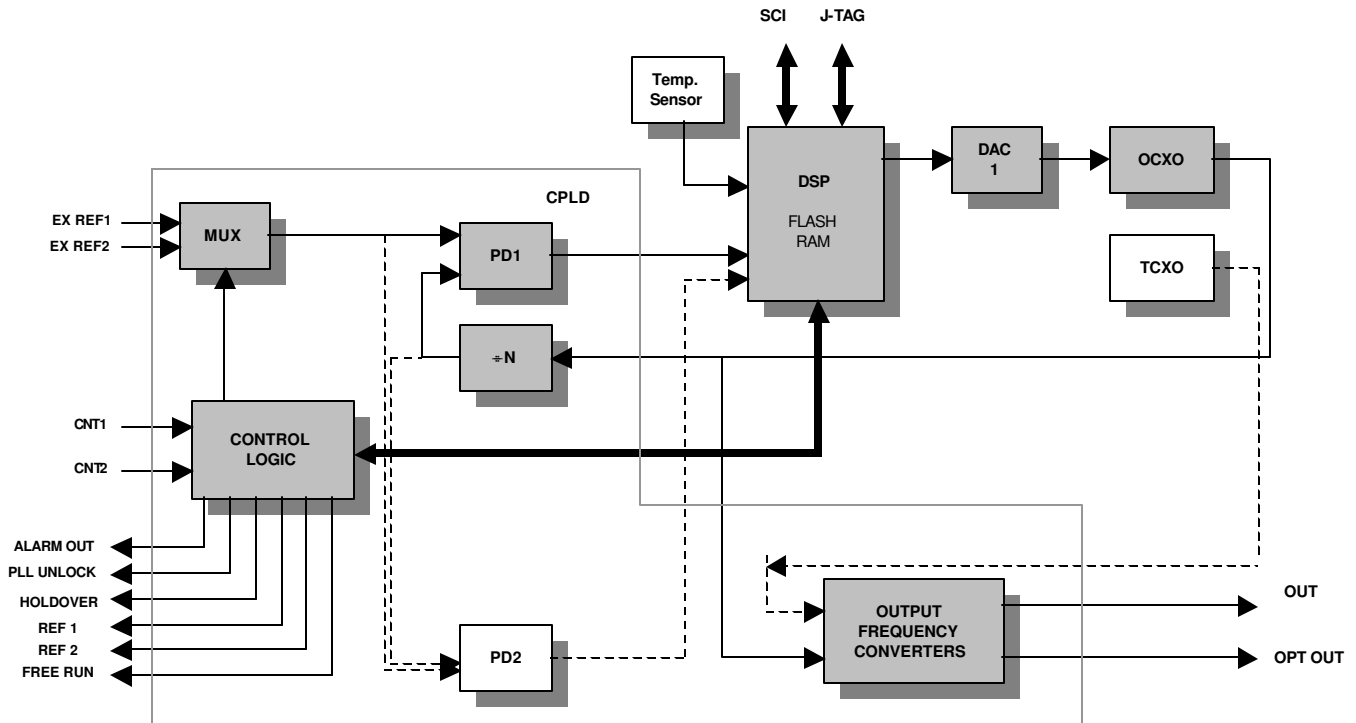 SCI
J-TAG
Temp.
Sensor
DSP
FLASH
RAM
DAC
1
OCXO
TCXO
CPLD
EX REF1
EX REF2
MUX
PD1
÷N
CNT1
CNT2
CONTROL
LOGIC
ALARM OUT
PLL UNLOCK
HOLDOVER
REF 1
REF 2
FREE RUN
PD2
OUTPUT
FREQUENCY
CONVERTERS
OUT
OPT OUT